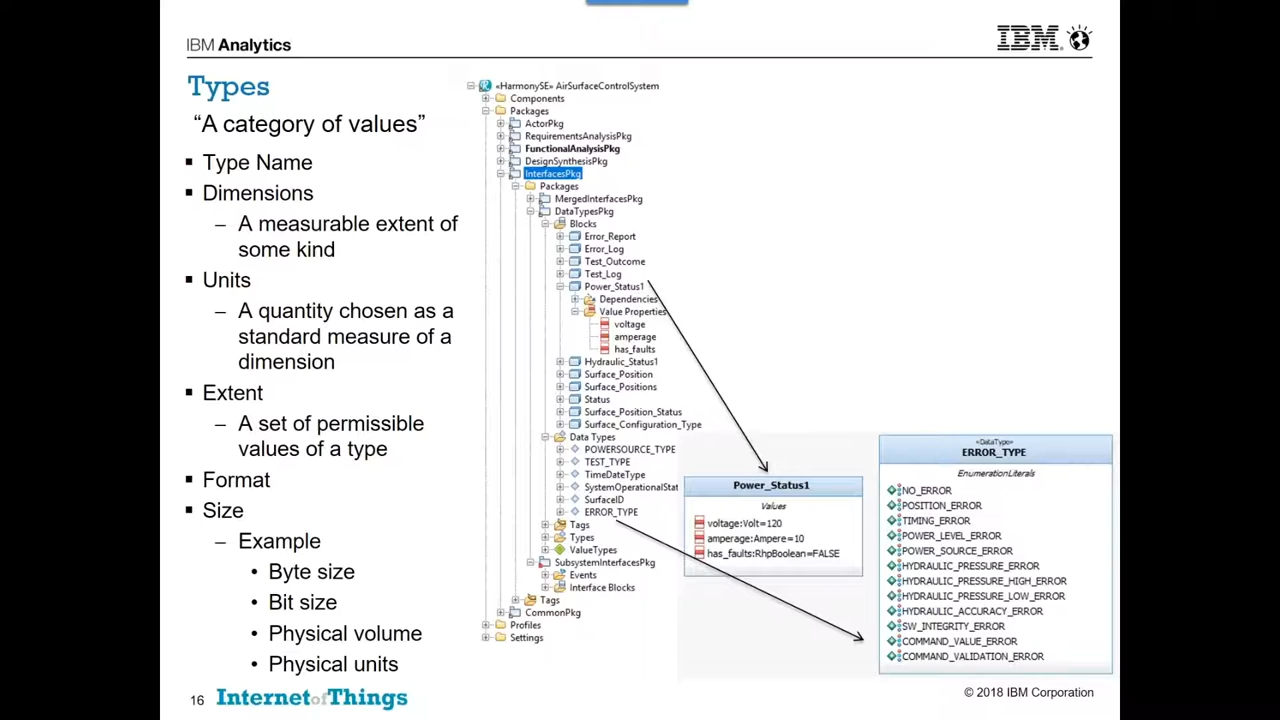 IBM Analytics
IBM
Types
“A category of values”
▪ Type Name
▪ Dimensions
– A measurable extent of
some kind
▪ Units
– A quantity chosen as a
standard measure of a
dimension
▪ Extent
– A set of permissible
values of a type
▪ Format
▪ Size
– Example
• Byte size
• Bit size
• Physical volume
• Physical units
«HarmonySE» AirSurfaceControlSystem
Components
Packages
ActorPkg
RequirementsAnalysisPkg
FunctionalAnalysisPkg
DesignSynthesisPkg
InterfacesPkg
Packages
MergedInterfacesPkg
DataTypesPkg
Blocks
Error_Report
Error_Log
Test_Outcome
Test_Log
Power_Status1
Dependencies
Value Properties
voltage
amperage
has_faults
Hydraulic_Status1
Surface_Position
Surface_Positions
Status
Surface_Position_Status
Surface_Configuration_Type
Data Types
POWERSOURCE_TYPE
TEST_TYPE
TimeDateType
SystemOperationalStat
SurfaceID
ERROR_TYPE
Tags
Types
ValueTypes
SubsystemInterfacesPkg
Events
Interface Blocks
Tags
CommonPkg
Profiles
Settings
Power_Status1
Values
voltage:Volt=120
amperage:Ampere=10
has_faults:RhpBoolean=FALSE
«DataType»
ERROR_TYPE
EnumerationLiterals
NO_ERROR
POSITION_ERROR
TIMING_ERROR
POWER_LEVEL_ERROR
POWER_SOURCE_ERROR
HYDRAULIC_PRESSURE_ERROR
HYDRAULIC_PRESSURE_HIGH_ERROR
HYDRAULIC_PRESSURE_LOW_ERROR
HYDRAULIC_ACCURACY_ERROR
SW_INTEGRITY_ERROR
COMMAND_VALUE_ERROR
COMMAND_VALIDATION_ERROR
16 InternetofThings
© 2018 IBM Corporation